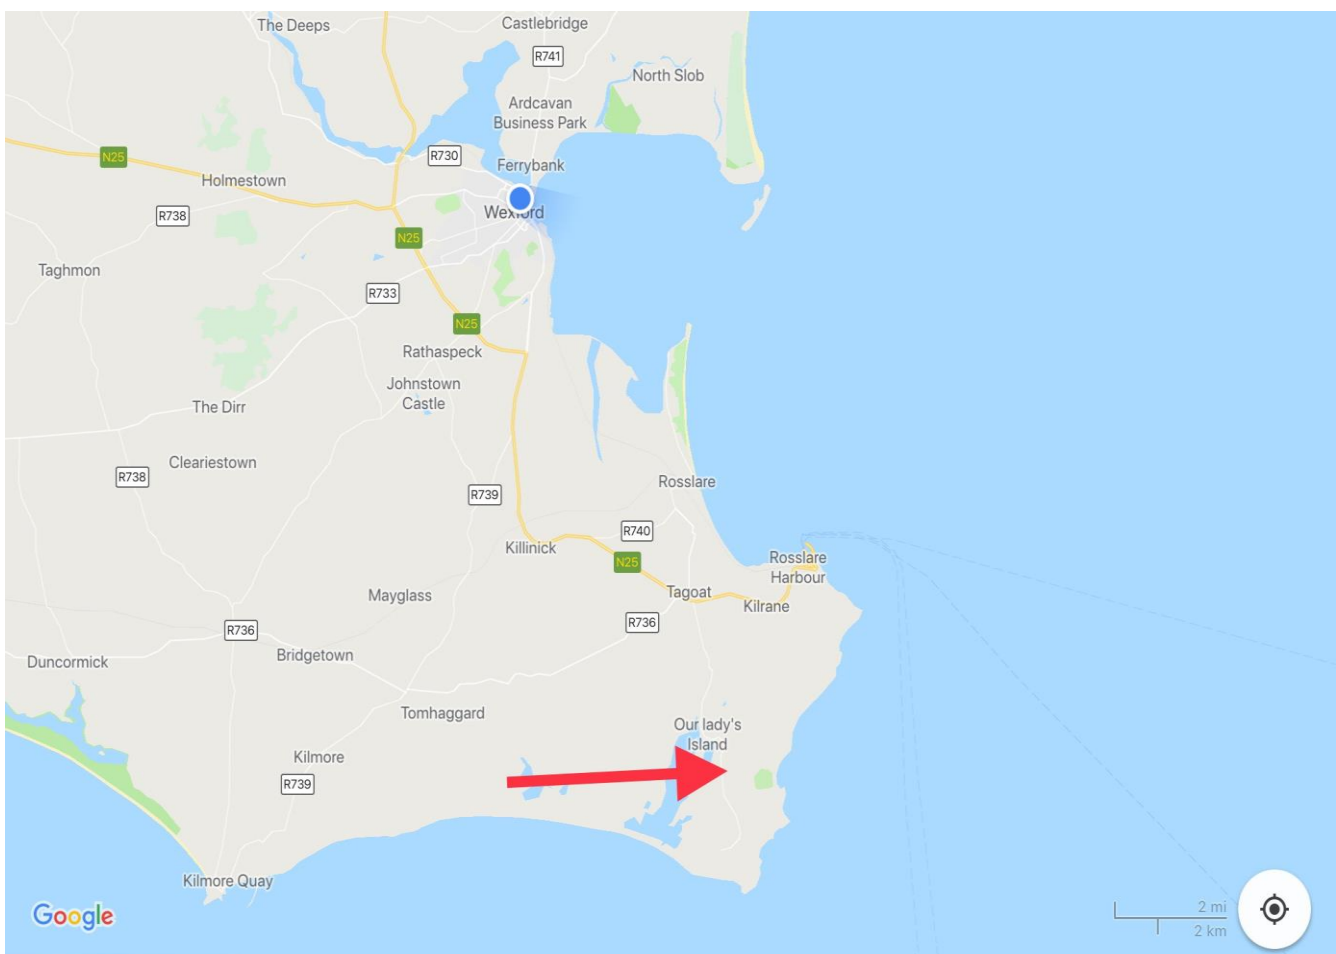 The Deeps
Castlebridge
R741
North Slob
Ardcavan
Business Park
N25
R730
Ferrybank
Holmestown
R738
Wexford
N25
Taghmon
R733
N25
Rathaspeck
Johnstown
Castle
The Dirr
Cleariestown
R738
Rosslare
R739
R740
Killinick
N25
Rosslare
Harbour
Tagoat
Mayglass
Kilrane
R736
R736
Bridgetown
Duncormick
Tomhaggard
Our lady's
Island
Kilmore
R739
Kilmore Quay
Google
2 mi
2 km